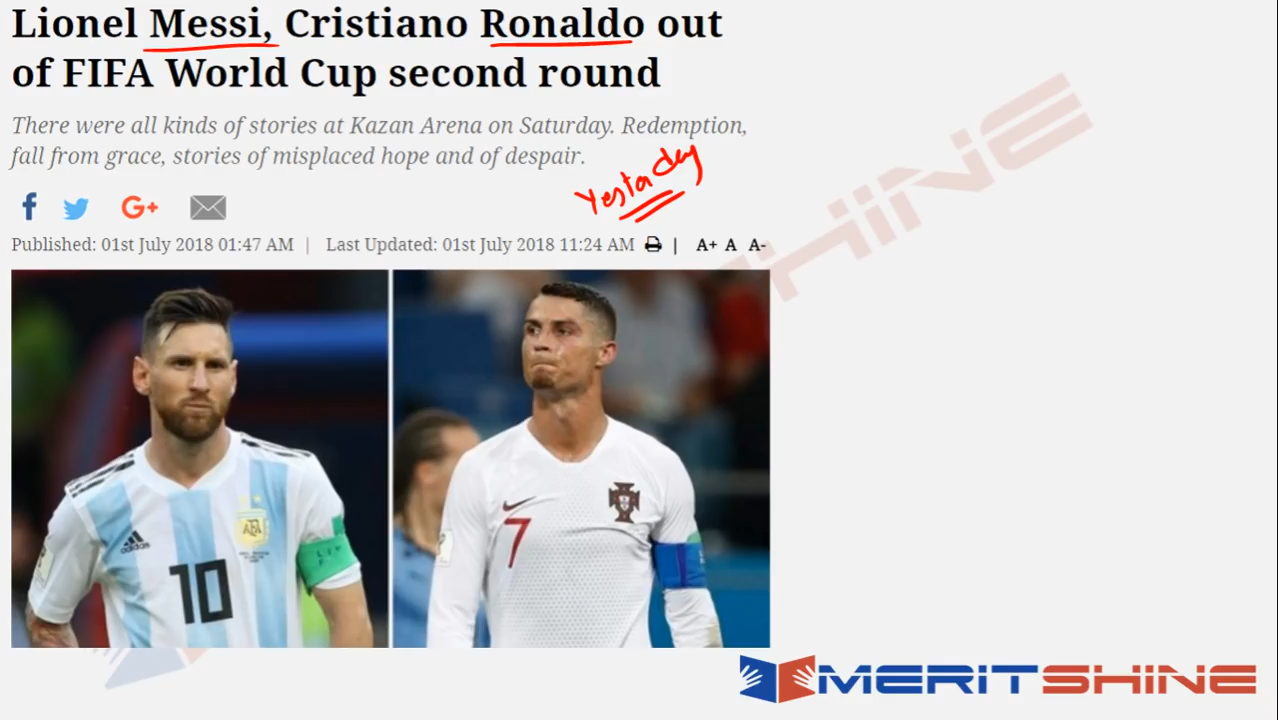 Lionel Messi, Cristiano Ronaldo out
of FIFA World Cup second round
There were all kinds of stories at Kazan Arena on Saturday. Redemption,
fall from grace, stories of misplaced hope and of despair.
Yestaday
Published: 01st July 2018 01:47 AM | Last Updated: 01st July 2018 11:24 AM | A+ A A-
10
7
MERITSHINE